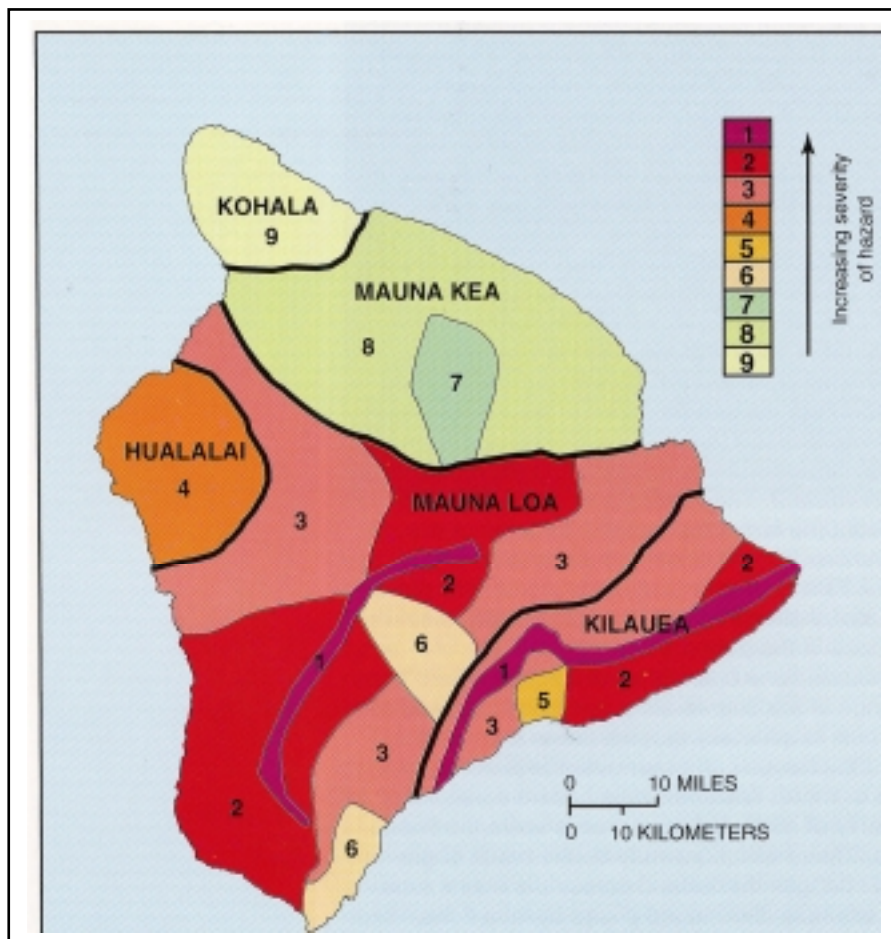 KOHALA
9
MAUNA KEA
8
7
HUALALAI
4
3
MAUNA LOA
2
3
2
6
1
KILAUEA
1
2
5
3
3
2
6
1
2
3
4
5
6
7
8
9
Increasing severity
of hazard
0 10 MILES
0 10 KILOMETERS